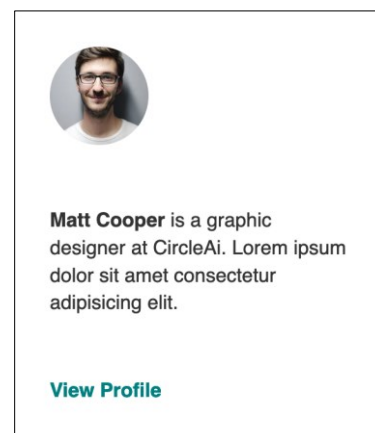 Matt Cooper is a graphic
designer at CircleAi. Lorem ipsum
dolor sit amet consectetur
adipisicing elit.
View Profile